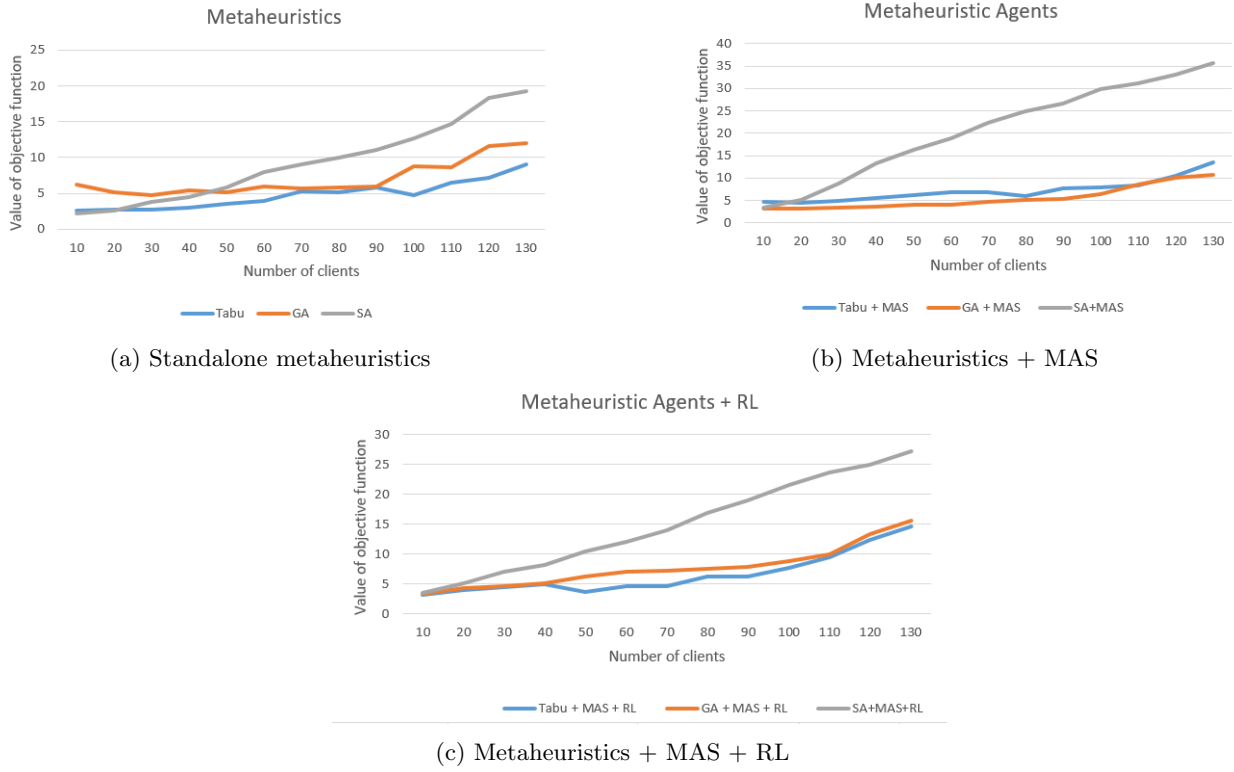 Metaheuristics
Value of objective function
25
20
15
10
5
0
10 20 30 40 50 60 70 80 90 100 110 120 130
Number of clients
Tabu GA SA
(a) Standalone metaheuristics
Metaheuristic Agents
Value of objective function
40
35
30
25
20
15
10
5
0
10 20 30 40 50 60 70 80 90 100 110 120 130
Number of clients
Tabu + MAS GA + MAS SA+MAS
(b) Metaheuristics + MAS
Metaheuristic Agents + RL
Value of objective function
30
25
20
15
10
5
0
10 20 30 40 50 60 70 80 90 100 110 120 130
Number of clients
Tabu + MAS + RL GA + MAS + RL SA+MAS+RL
(c) Metaheuristics + MAS + RL